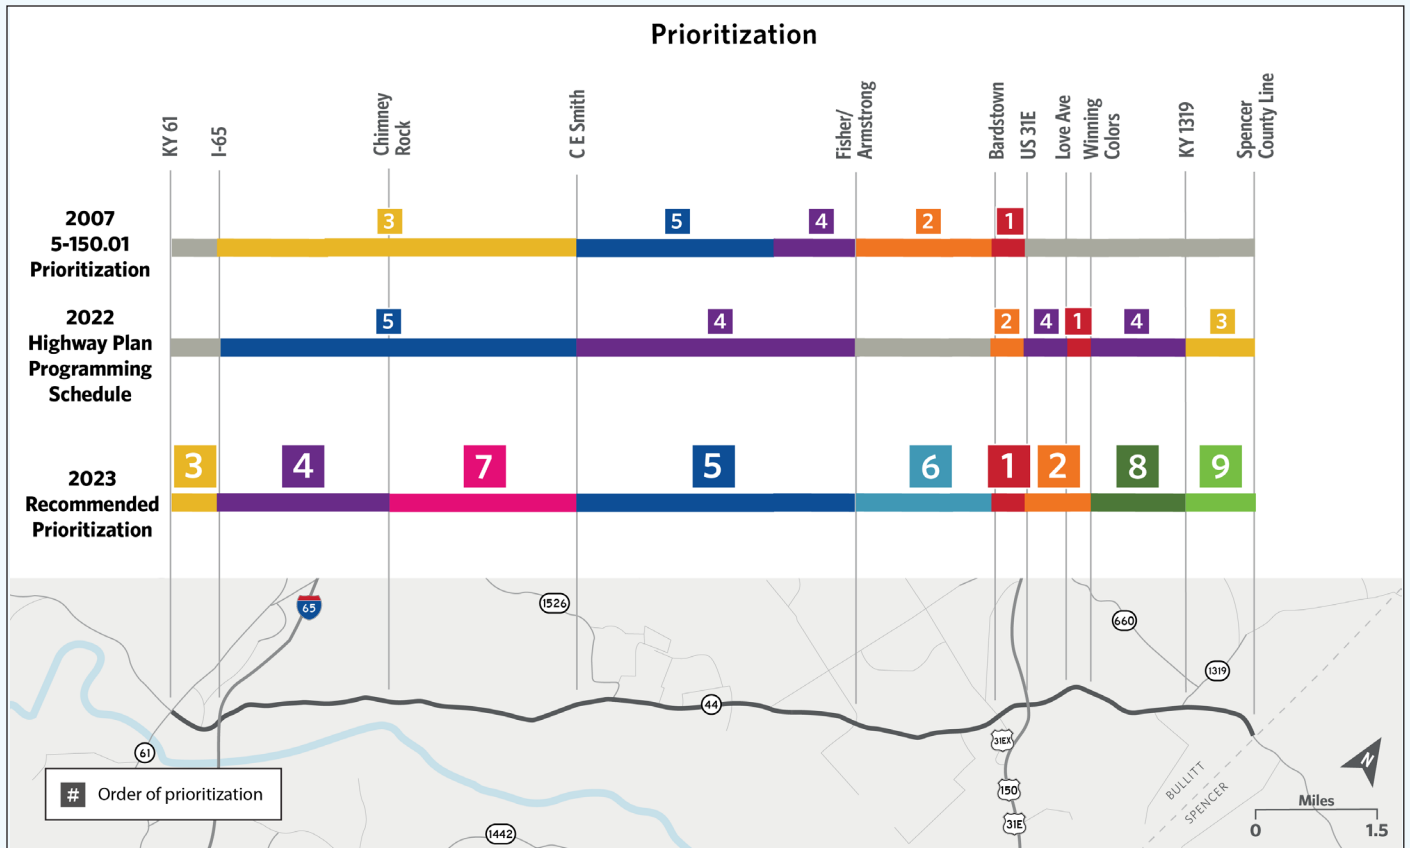 Prioritization
KY 61
I-65
Chimney
Rock
C E Smith
Fisher/
Armstrong
Bardstown
US 31E
Love Ave
Winning
Colors
KY 1319
Spencer
County Line
2007
5-150.01
Prioritization
3
5
4
2
1
2022
Highway Plan
Programming
Schedule
5
4
2
4
1
4
3
2023
Recommended
Prioritization
3
4
7
5
6
1
2
8
9
65
1526
660
1319
44
61
31EX
150
31E
1442
BULLITT
SPENCER
N
# Order of prioritization
Miles
0 1.5